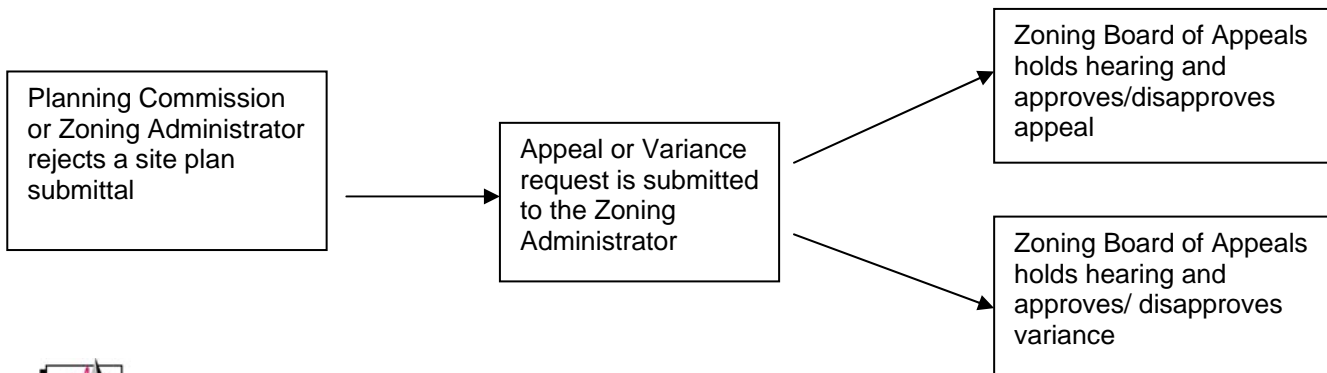 Planning Commission
or Zoning Administrator
rejects a site plan
submittal
Appeal or Variance
request is submitted
to the Zoning
Administrator
Zoning Board of Appeals
holds hearing and
approves/disapproves
appeal
Zoning Board of Appeals
holds hearing and
approves/ disapproves
variance